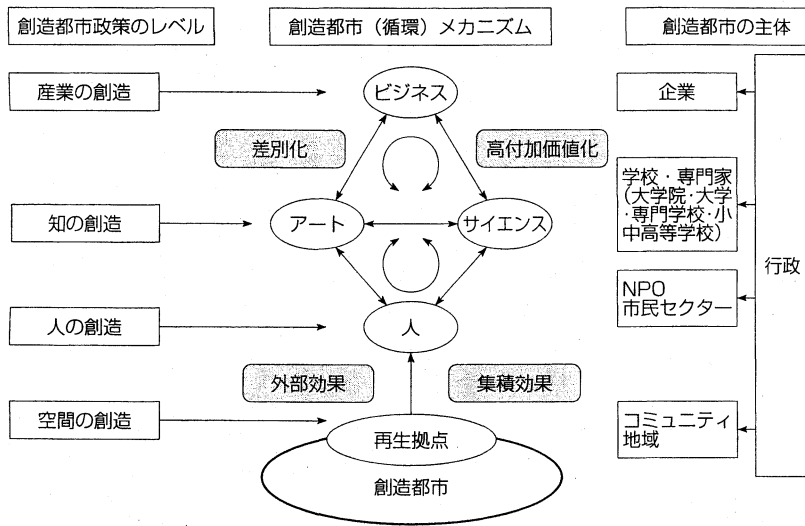 創造都市政策のレベル
創造都市(循環)メカニズム
創造都市の主体
産業の創造
ビジネス
企業
差別化
高付加価値化
学校・専門家
(大学院・大学
・専門学校・小
中高等学校)
知の創造
アート
サイエンス
行政
NPO
市民セクター
人の創造
人
外部効果
集積効果
空間の創造
再生拠点
コミュニティ
地域
創造都市